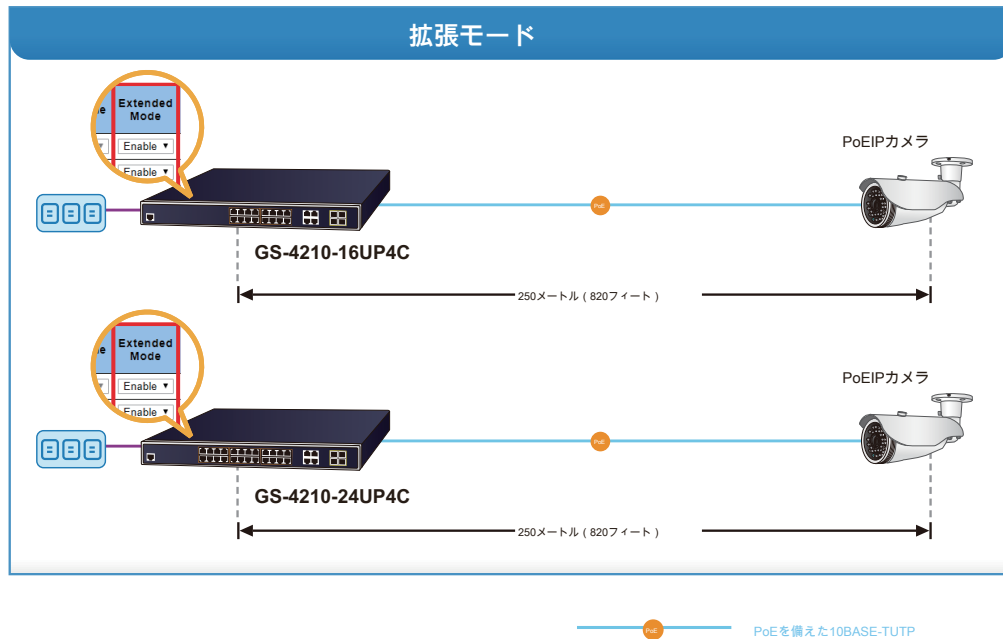 拡張モード
e
Extended
Mode
Enable
Enable
PoEIPカメラ
PoE
GS-4210-16UP4C
250メートル ( 820フィート )
e
Extended
Mode
Enable
Enable
PoEIPカメラ
PoE
GS-4210-24UP4C
250メートル ( 820フィート )
PoE
PoEを備えた10BASE-TUTP